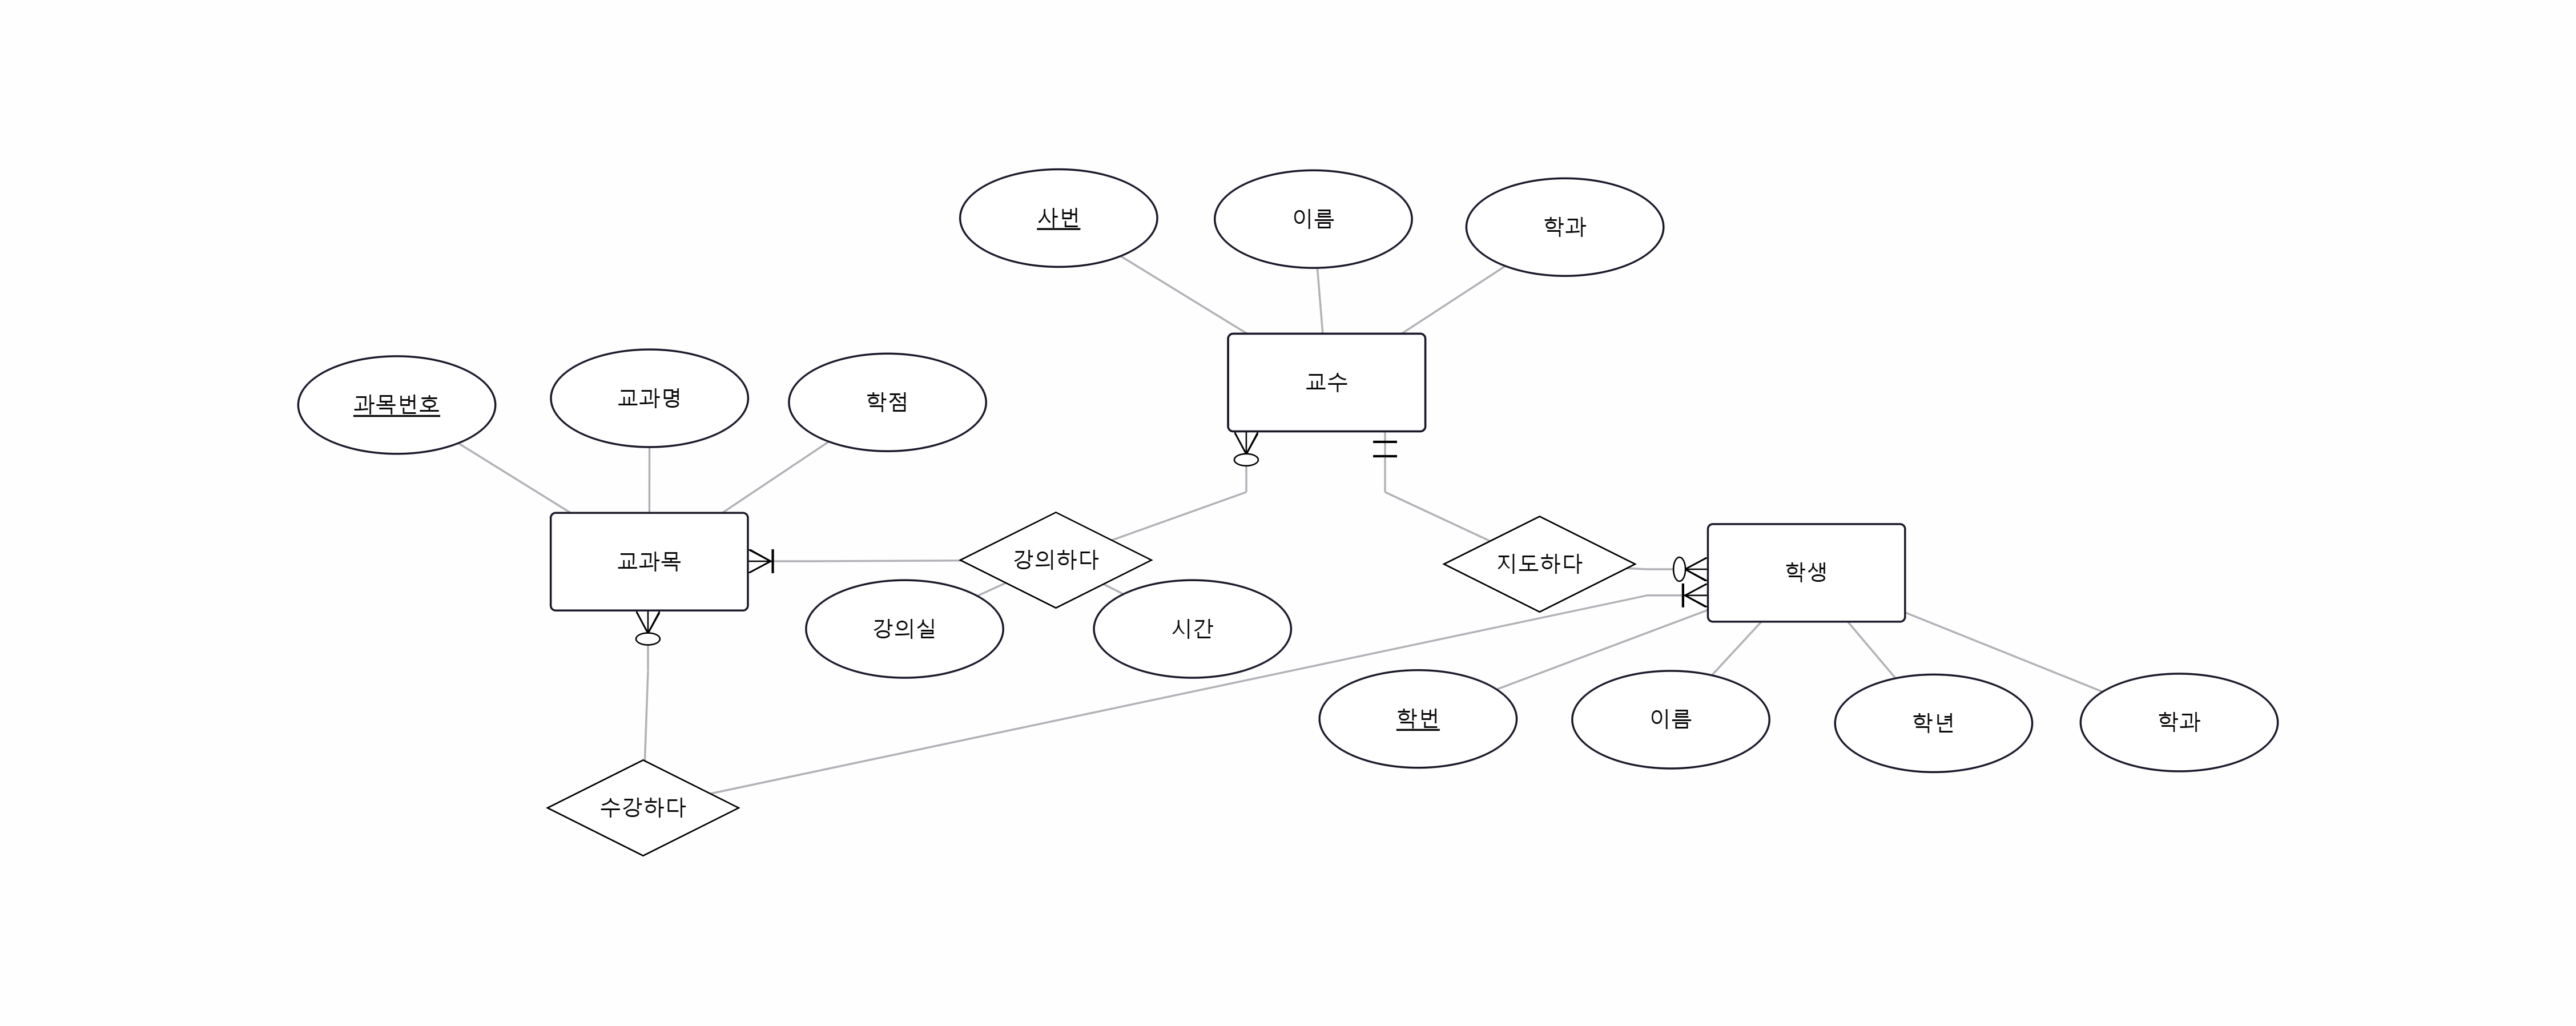 사번
이름
학과
교수
과목번호
교과명
학점
교과목
강의하다
지도하다
학생
강의실
시간
학번
이름
학년
학과
수강하다